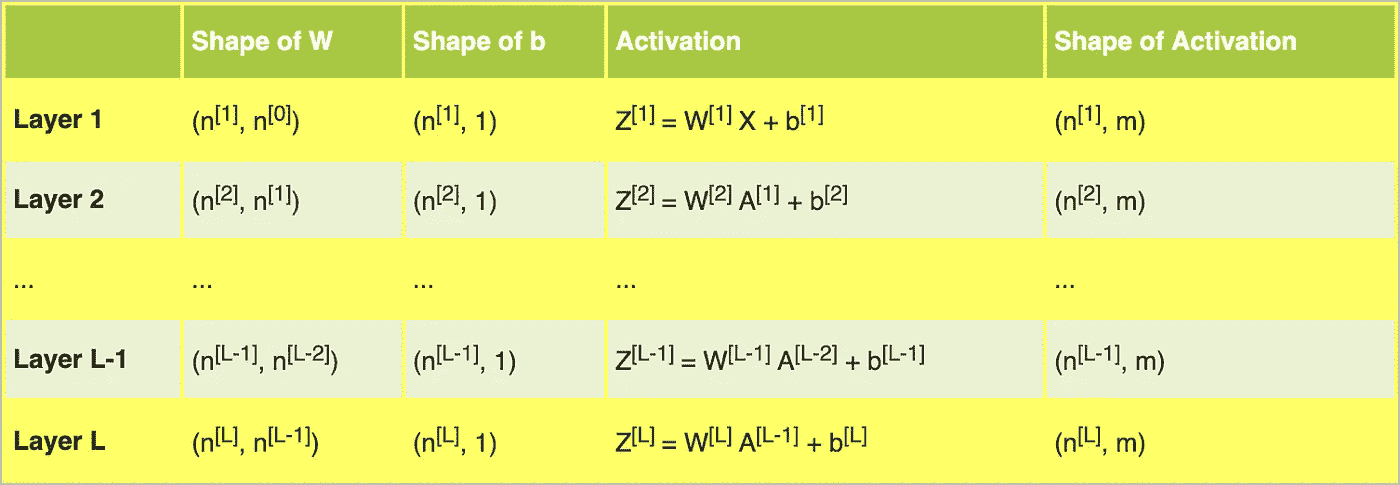 Shape of W Shape of b Activation Shape of Activation
Layer 1 (n[1], n[0]) (n[1], 1) Z[1] = W[1] X + b[1] (n[1], m)
Layer 2 (n[2], n[1]) (n[2], 1) Z[2] = W[2] A[1] + b[2] (n[2], m)
... ... ... ... ...
Layer L-1 (n[L-1], n[L-2]) (n[L-1], 1) Z[L-1] = W[L-1] A[L-2] + b[L-1] (n[L-1], m)
Layer L (n[L], n[L-1]) (n[L], 1) Z[L] = W[L] A[L-1] + b[L] (n[L], m)